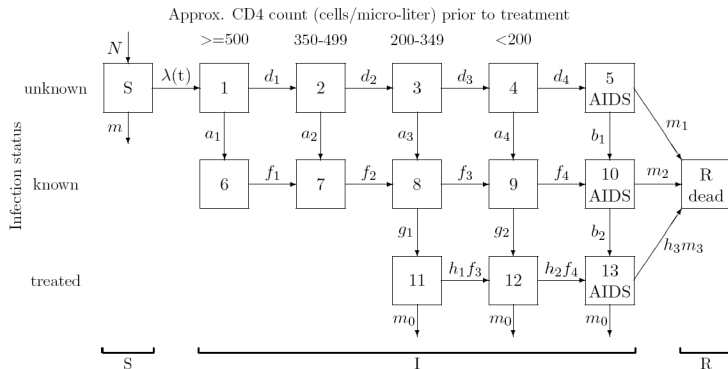 Approx. CD4 count (cells/micro-liter) prior to treatment
>=500 350-499 200-349 <200
N
unknown S λ(t) 1 d₁ 2 d₂ 3 d₃ 4 d₄ 5 AIDS
m a₁ a₂ a₃ a₄ b₁ m₁
Infection status
known 6 f₁ 7 f₂ 8 f₃ 9 f₄ 10 AIDS m₂ R dead
g₁ g₂ b₂ h₃m₃
treated 11 h₁f₃ 12 h₂f₄ 13 AIDS
m₀ m₀ m₀
S I R